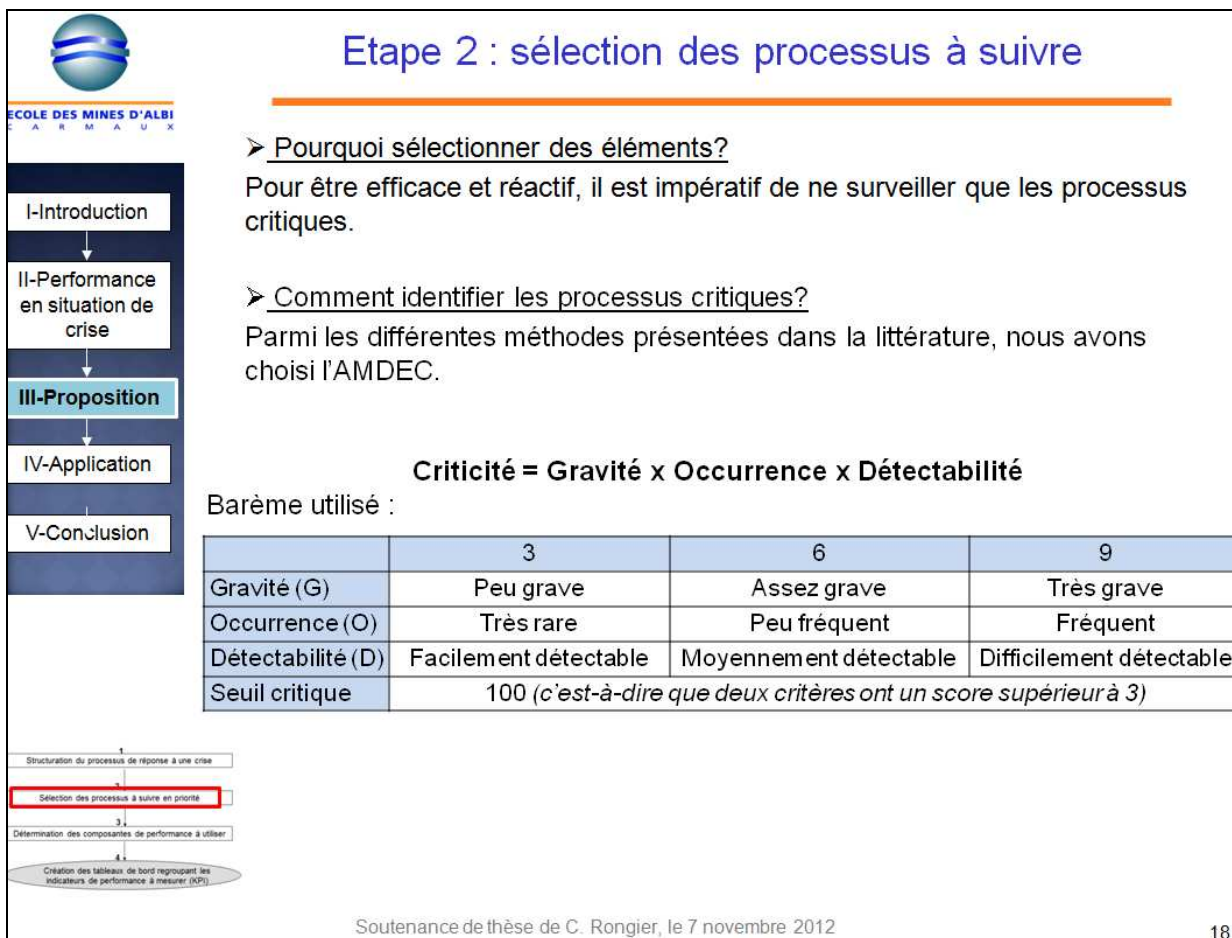 Etape 2 : sélection des processus à suivre
ECOLE DES MINES D'ALBI
C A R M A U X
I-Introduction
II-Performance
en situation de
crise
III-Proposition
IV-Application
V-Conclusion
➢ Pourquoi sélectionner des éléments?
Pour être efficace et réactif, il est impératif de ne surveiller que les processus
critiques.
➢ Comment identifier les processus critiques?
Parmi les différentes méthodes présentées dans la littérature, nous avons
choisi l'AMDEC.
Criticité = Gravité x Occurrence x Détectabilité
Barème utilisé :
3 6 9
Gravité (G) Peu grave Assez grave Très grave
Occurrence (O) Très rare Peu fréquent Fréquent
Détectabilité (D) Facilement détectable Moyennement détectable Difficilement détectable
Seuil critique 100 (c'est-à-dire que deux critères ont un score supérieur à 3)
1
Structuration du processus de réponse à une crise
Sélection des processus à suivre en priorité
3
Détermination des composantes de performance à utiliser
4
Création des tableaux de bord regroupant les
indicateurs de performance à mesurer (KPI)
Soutenance de thèse de C. Rongier, le 7 novembre 2012
18